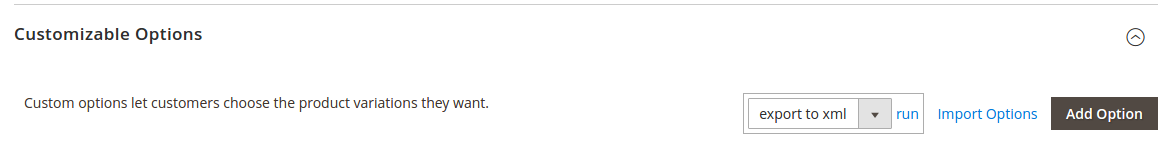 Customizable Options
Custom options let customers choose the product variations they want.
export to xml run Import Options Add Option